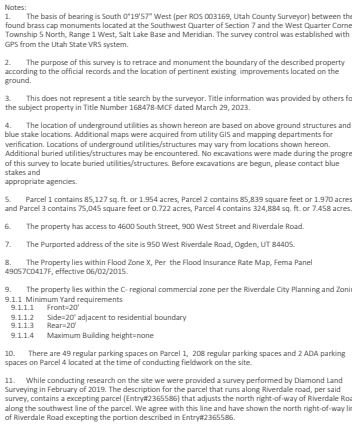 Notes:
1. The basis of bearing is South 0°19'57" West (per ROS 003169, Utah County Surveyor) between the
found brass cap monuments located at the Southwest Quarter of Section 7 and the West Quarter Corne
Township 5 North, Range 1 West, Salt Lake Base and Meridian. The survey control was established with
GPS from the Utah State VRS system.
2. The purpose of this survey is to retrace and monument the boundary of the described property
according to the official records and the location of pertinent existing improvements located on the
ground.
3. This does not represent a title search by the surveyor. Title information was provided by others fo
the subject property in Title Number 168478-MCF dated March 29, 2023.
4. The location of underground utilities as shown hereon are based on above ground structures and
blue stake locations. Additional maps were acquired from utility GIS and mapping departments for
verification. Locations of underground utilities/structures may vary from locations shown hereon.
Additional buried utilities/structures may be encountered. No excavations were made during the progre
of this survey to locate buried utilities/structures. Before excavations are begun, please contact blue
stakes and
appropriate agencies.
5. Parcel 1 contains 85,127 sq. ft. or 1.954 acres, Parcel 2 contains 85,839 square feet or 1.970 acres
and Parcel 3 contains 75,045 square feet or 0.722 acres, Parcel 4 contains 324,884 sq. ft. or 7.458 acres.
6. The property has access to 4600 South Street, 900 West Street and Riverdale Road.
7. The Purported address of the site is 950 West Riverdale Road, Ogden, UT 84405.
8. The Property lies within Flood Zone X, Per the Flood Insurance Rate Map, Fema Panel
49057C0417F, effective 06/02/2015.
9. The property lies within the C- regional commercial zone per the Riverdale City Planning and Zonin
9.1.1 Minimum Yard requirements
9.1.1.1 Front=20'
9.1.1.2 Side=20' adjacent to residential boundary
9.1.1.3 Rear=20'
9.1.1.4 Maximum Building height=none
10. There are 49 regular parking spaces on Parcel 1, 208 regular parking spaces and 2 ADA parking
spaces on Parcel 4 located at the time of conducting fieldwork on the site.
11. While conducting research on the site we were provided a survey performed by Diamond Land
Surveying in February of 2019. The description for the parcel that runs along Riverdale road, per said
survey, contains a excepting parcel (Entry#2365586) that adjusts the north right-of-way of Riverdale Roa
along the southwest line of the parcel. We agree with this line and have shown the north right-of-way lin
of Riverdale Road excepting the portion described in Entry#2365586.